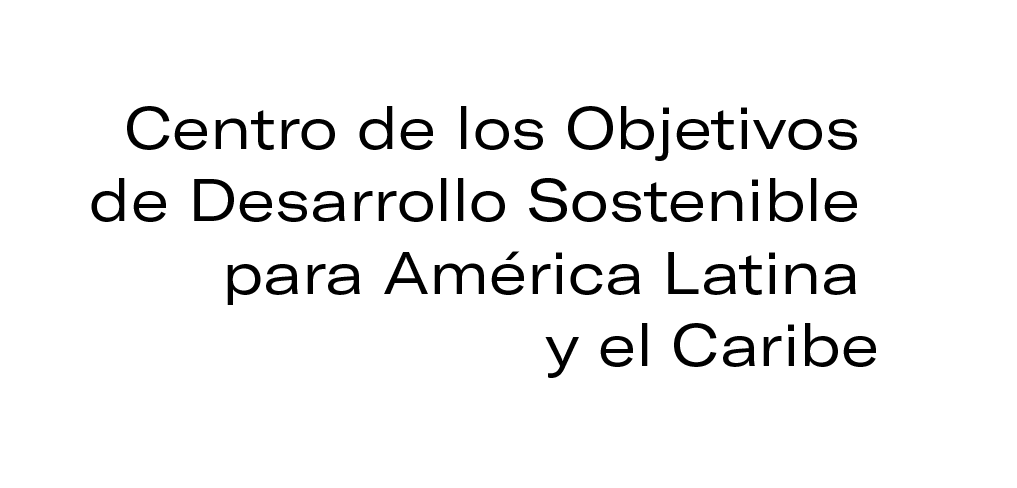 Centro de los Objetivos
de Desarrollo Sostenible
para América Latina
y el Caribe